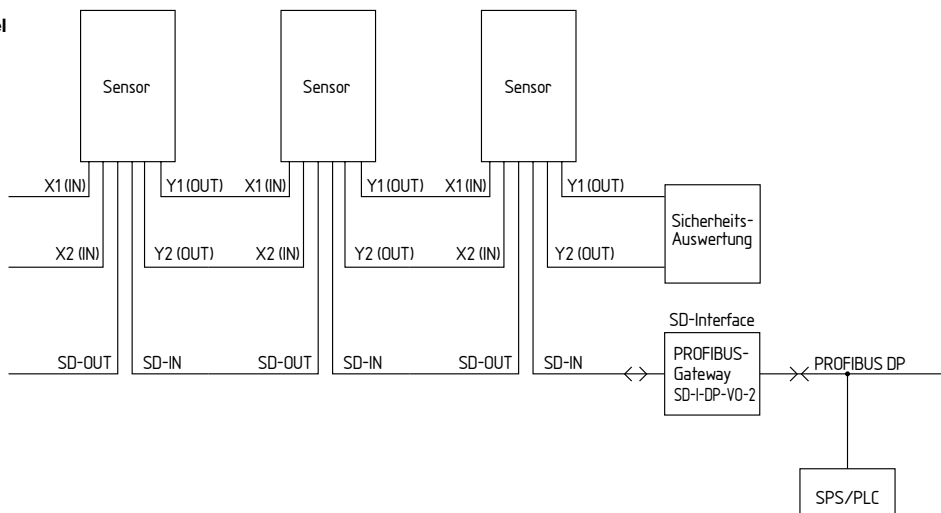 el
Sensor Sensor Sensor
X1 (IN) Y1 (OUT) X1 (IN) Y1 (OUT) X1 (IN) Y1 (OUT)
Sicherheits-
Auswertung
X2 (IN) Y2 (OUT) X2 (IN) Y2 (OUT) X2 (IN) Y2 (OUT)
SD-Interface
SD-OUT SD-IN SD-OUT SD-IN SD-OUT SD-IN
PROFIBUS-
Gateway
SD-I-DP-V0-2
PROFIBUS DP
SPS/PLC